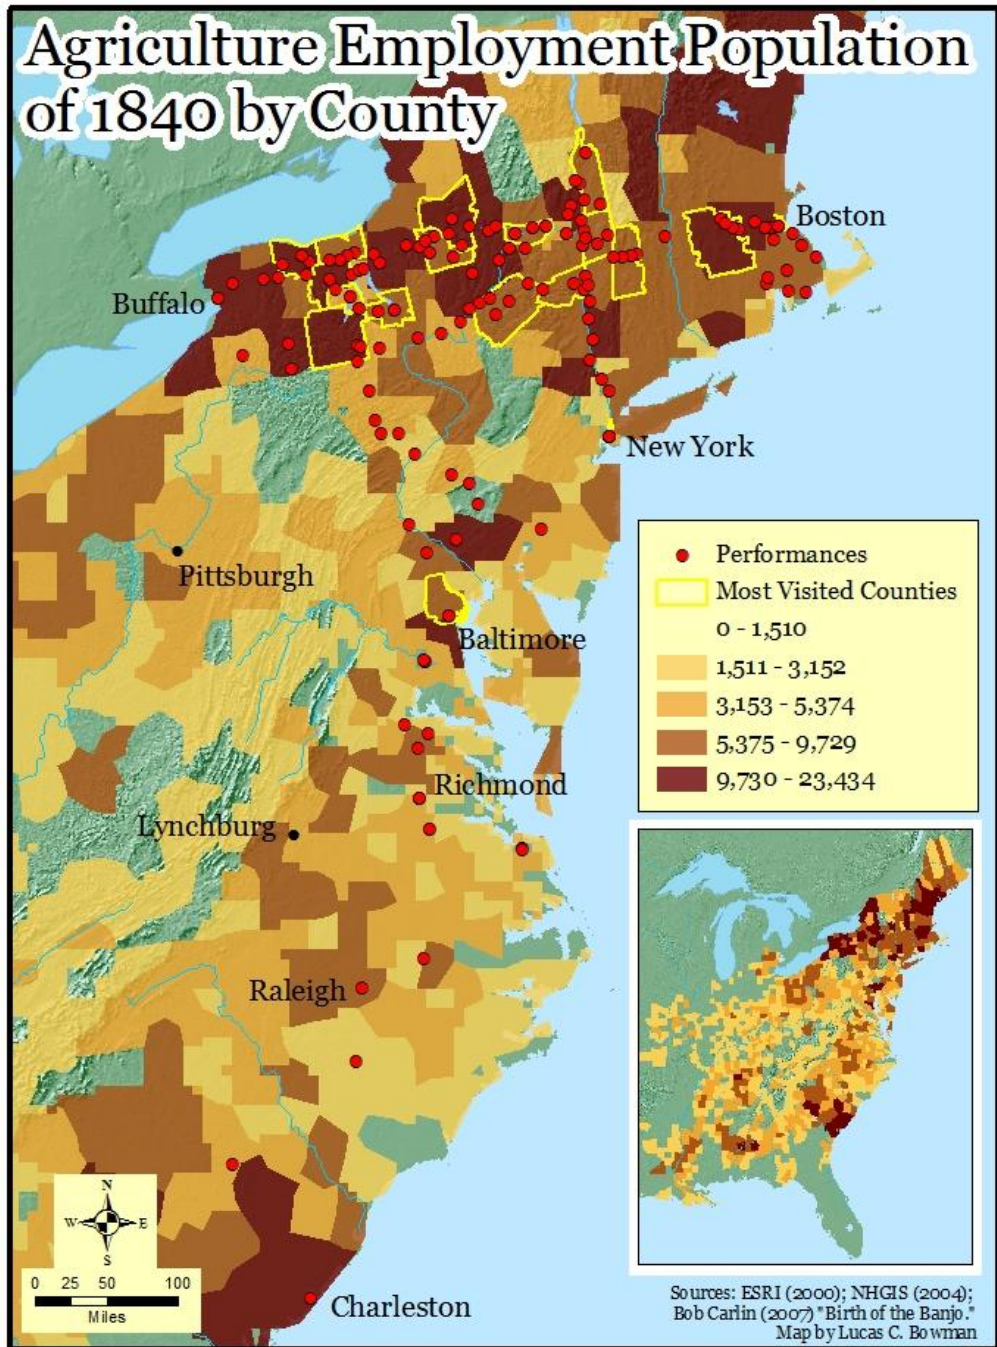 Agriculture Employment Population
of 1840 by County
Boston
Buffalo
New York
Pittsburgh
Baltimore
Richmond
Lynchburg
Raleigh
Charleston
Performances
Most Visited Counties
0 - 1,510
1,511 - 3,152
3,153 - 5,374
5,375 - 9,729
9,730 - 23,434
N
W E
S
0 25 50 100
Miles
Sources: ESRI (2000); NHGIS (2004);
Bob Carlin (2007) "Birth of the Banjo."
Map by Lucas C. Bowman